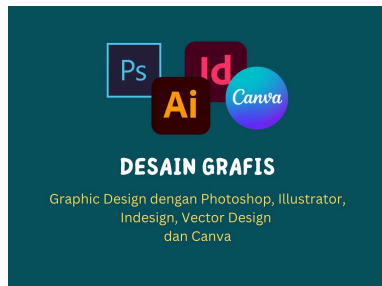 Ps
Id
Ai
Canva
DESAIN GRAFIS
Graphic Design dengan Photoshop, Illustrator,
Indesign, Vector Design
dan Canva